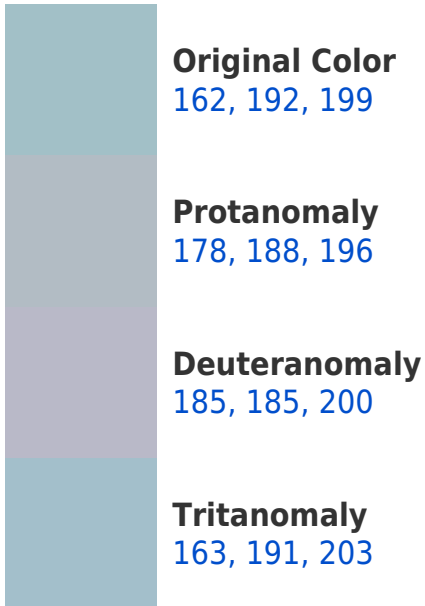 Original Color
162, 192, 199
Protanomaly
178, 188, 196
Deuteranomaly
185, 185, 200
Tritanomaly
163, 191, 203